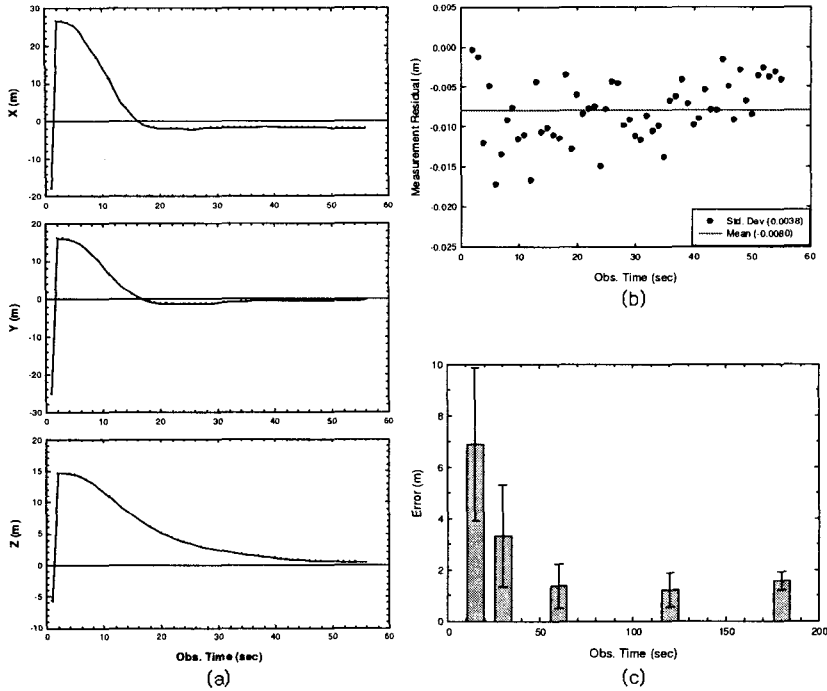 30
20
10
0
-10
20
X (m)
0 10 20 30 40 50 60
20
10
0
-10
-20
-30
Y (m)
0 10 20 30 40 50 60
20
15
10
5
0
-5
-10
Z (m)
0 10 20 30 40 50 60
Obs. Time (sec)
(a)
0.005
0.000
-0.005
-0.010
-0.015
-0.020
-0.025
Measurement Residual (m)
Std. Dev (0.0038)
Mean (-0.0080)
0 10 20 30 40 50 60
Obs. Time (sec)
(b)
10
8
6
4
2
0
Error (m)
0 50 100 150 200
Obs. Time (sec)
(c)